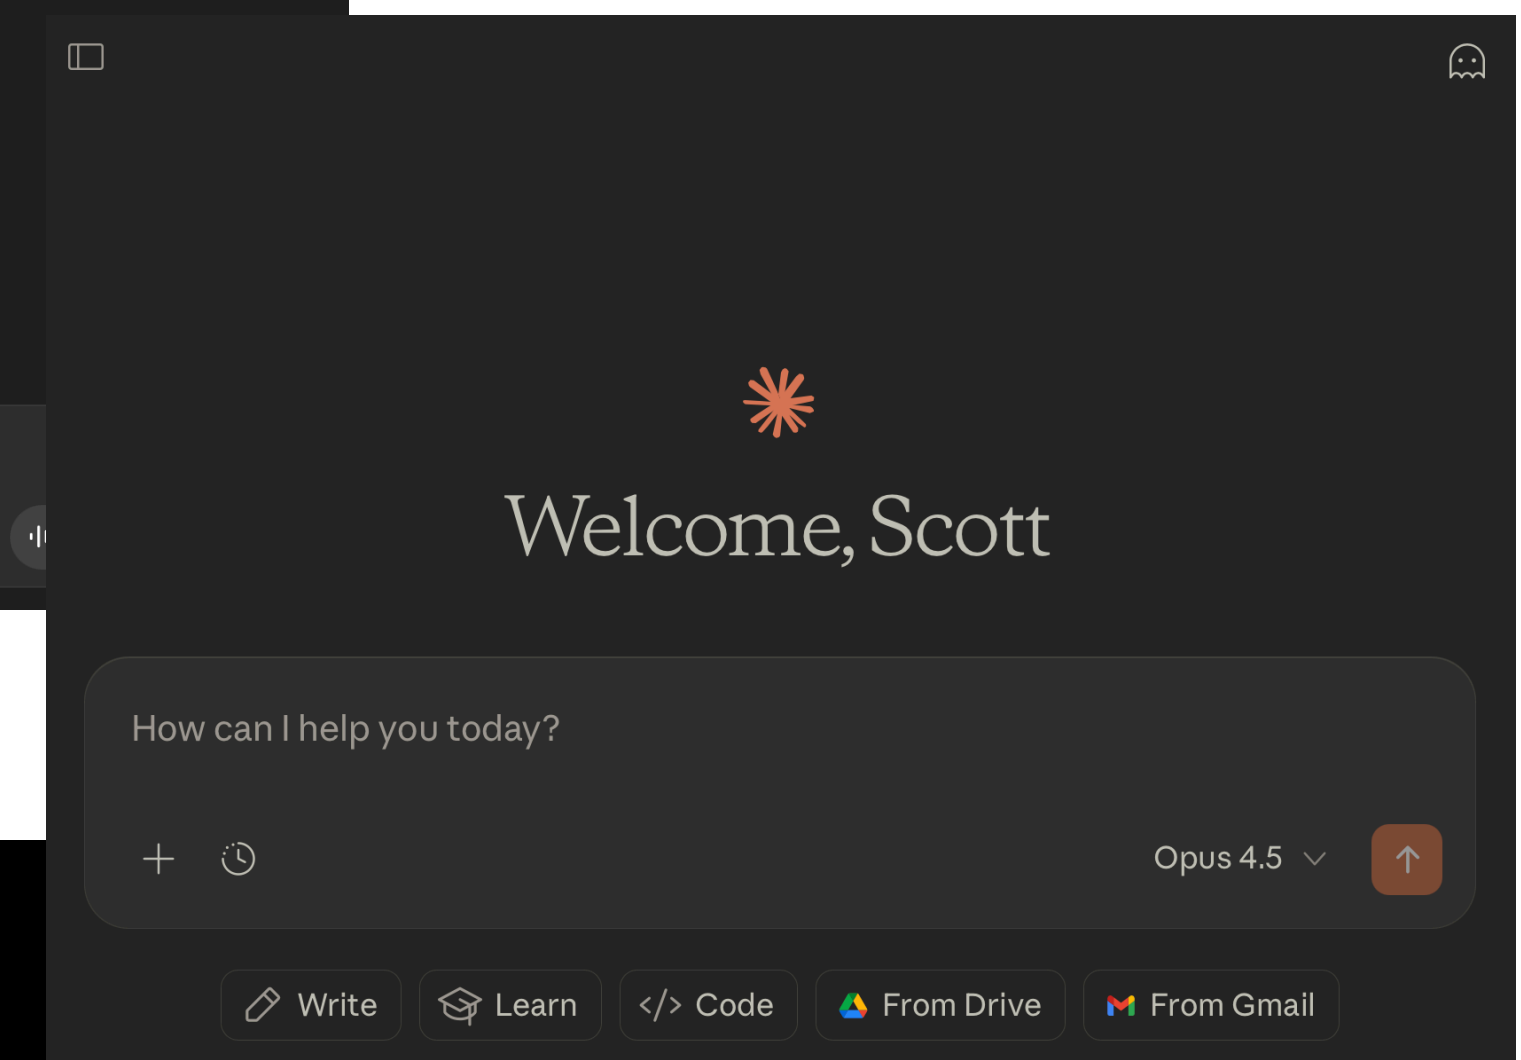 Welcome, Scott
How can I help you today?
Opus 4.5
Write
Learn
Code
From Drive
From Gmail